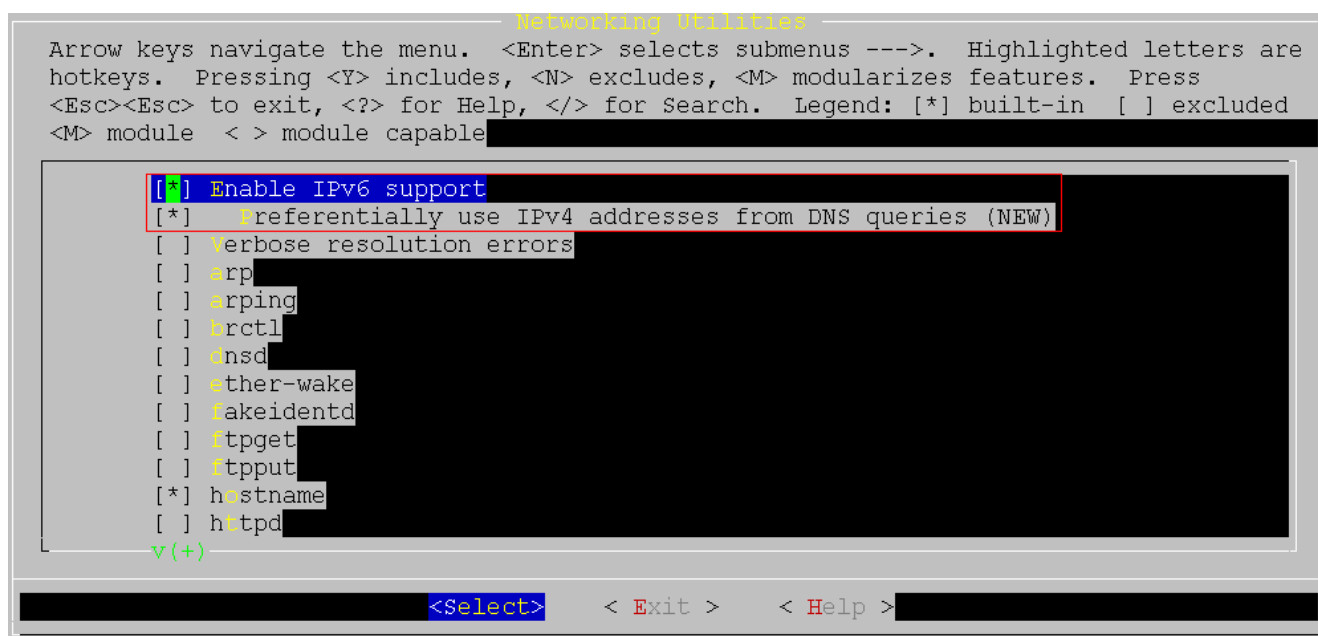 Networking Utilities
Arrow keys navigate the menu.  <Enter> selects submenus --->.  Highlighted letters are
hotkeys.  Pressing <Y> includes, <N> excludes, <M> modularizes features.  Press
<Esc><Esc> to exit, <?> for Help, </> for Search.  Legend: [*] built-in  [ ] excluded
<M> module  < > module capable
[*] Enable IPv6 support
[*]   Preferentially use IPv4 addresses from DNS queries (NEW)
[ ] Verbose resolution errors
[ ] arp
[ ] arping
[ ] brctl
[ ] dnsd
[ ] ether-wake
[ ] fakeidentd
[ ] ftpget
[ ] ftpput
[*] hostname
[ ] httpd
v(+)
<Select>    < Exit >    < Help >